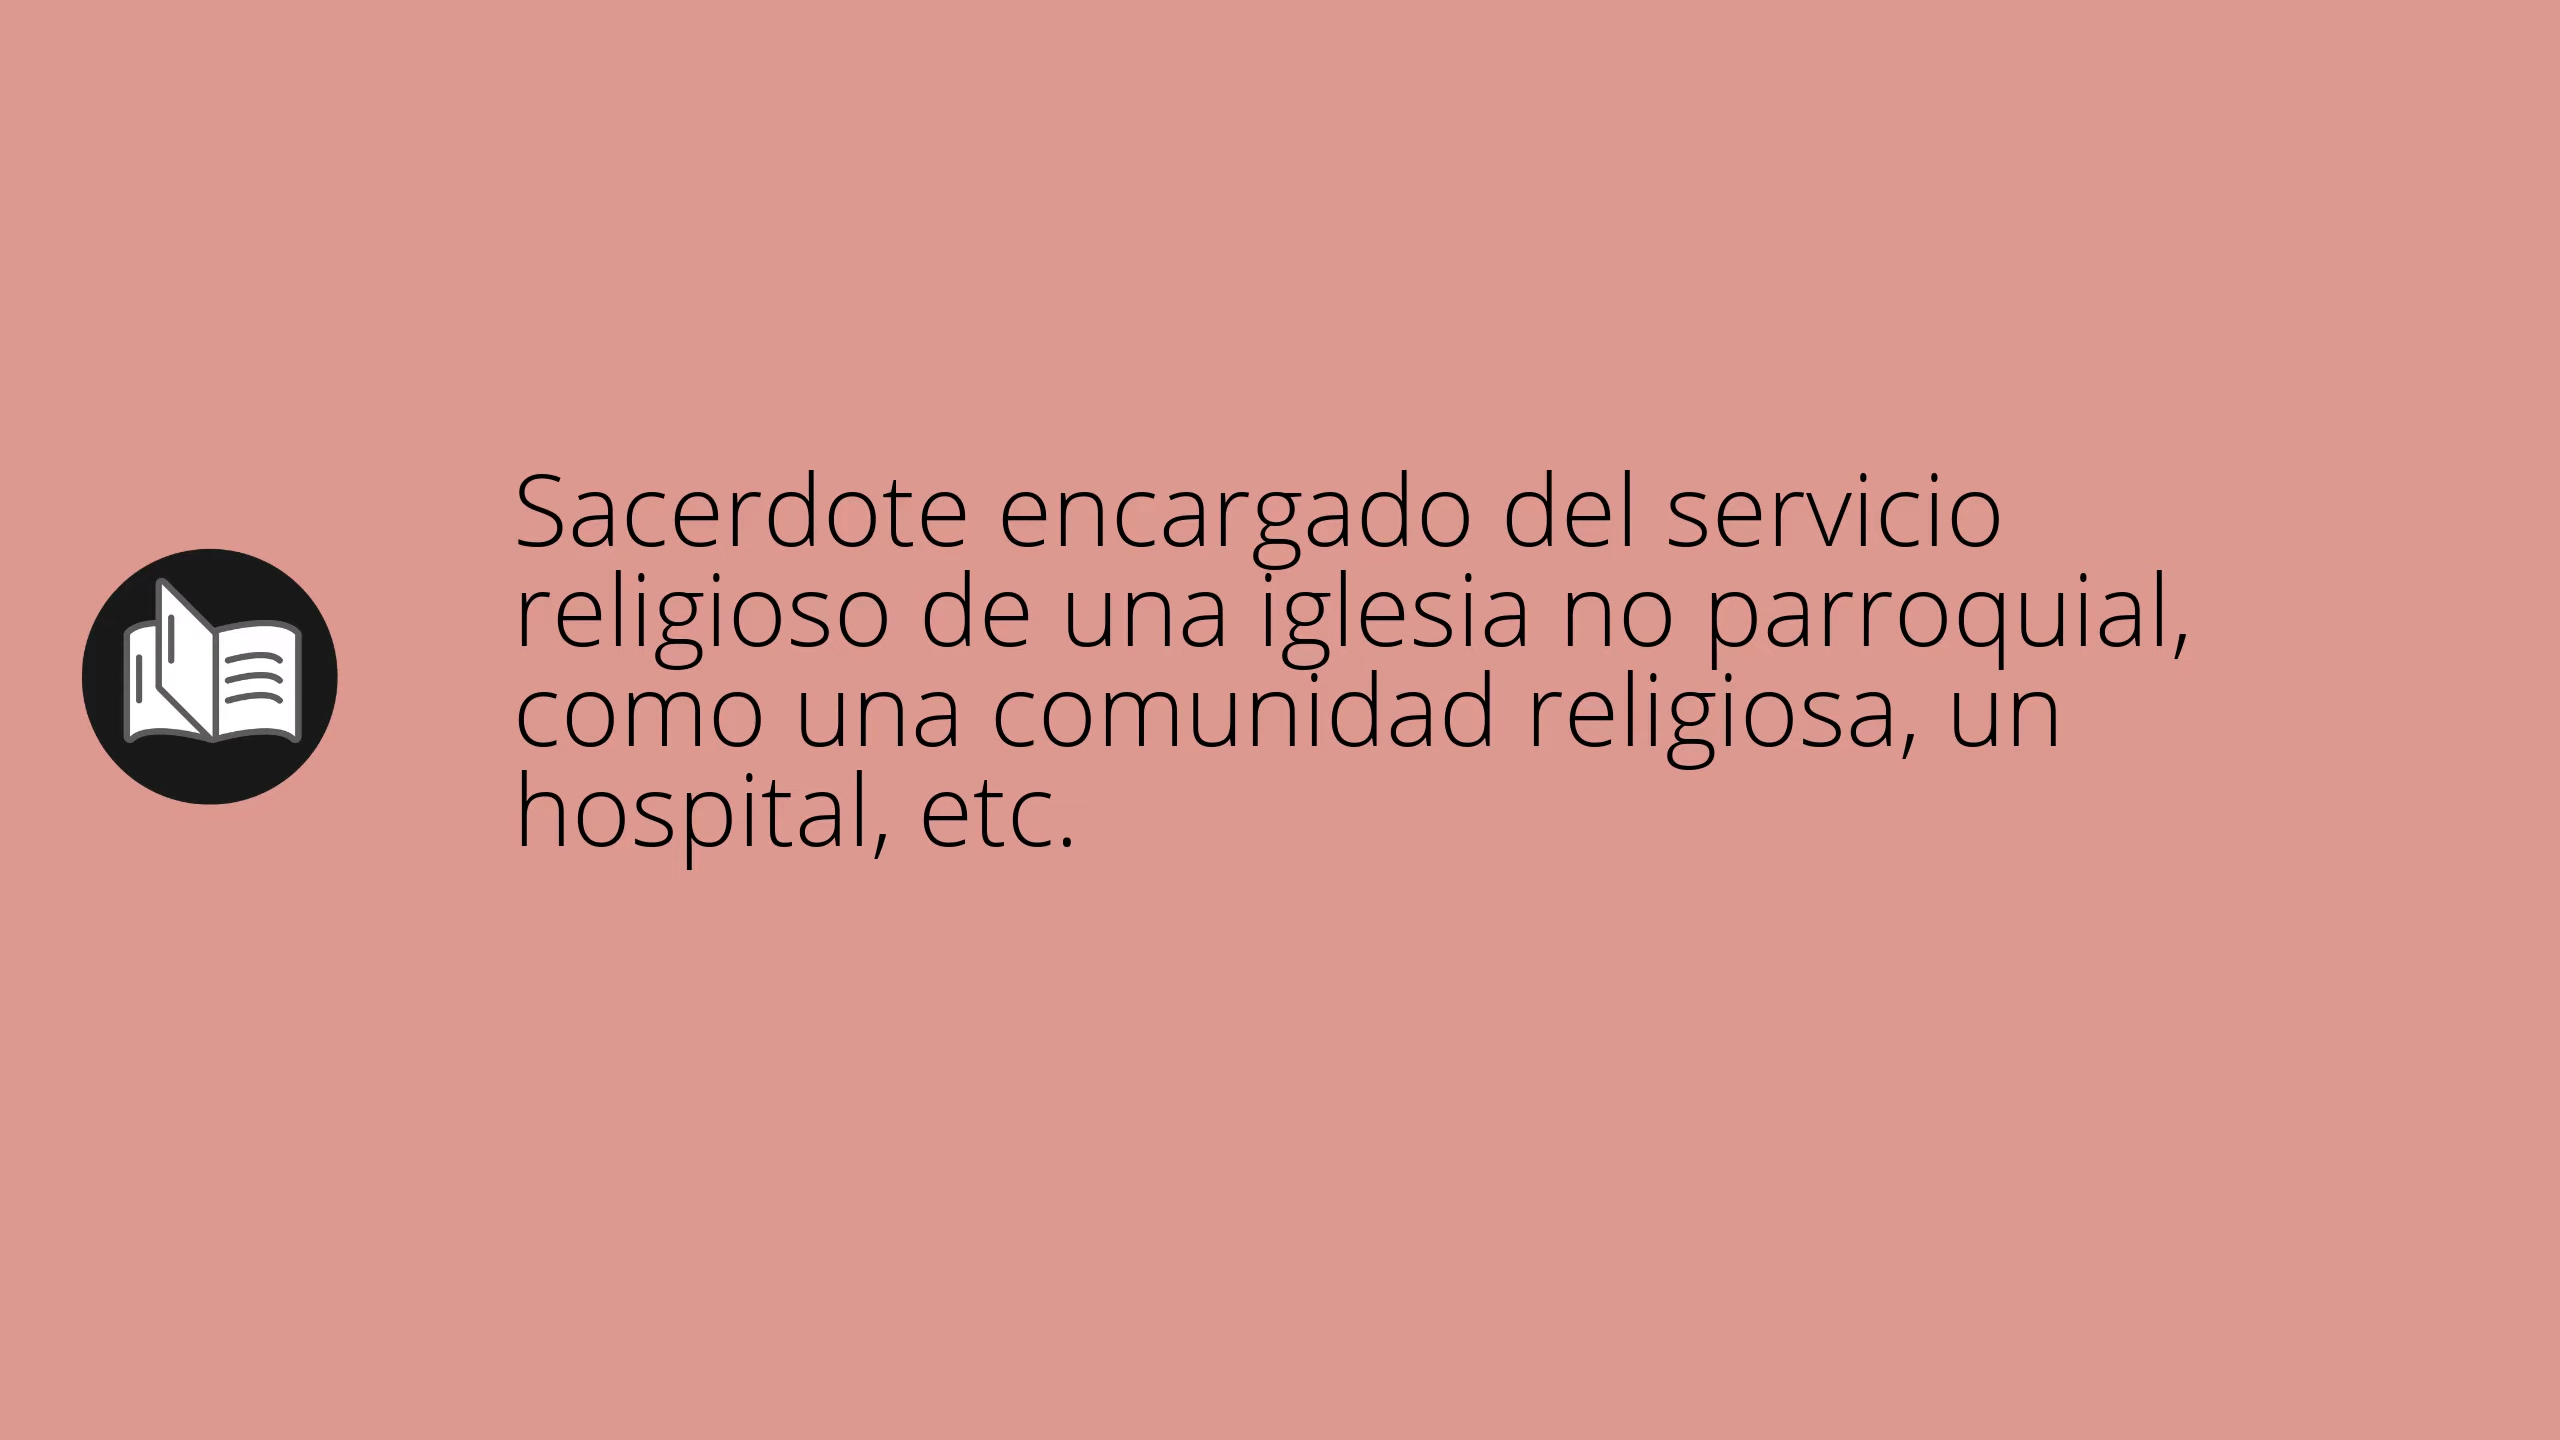 Sacerdote encargado del servicio
religioso de una iglesia no parroquial,
como una comunidad religiosa, un
hospital, etc.